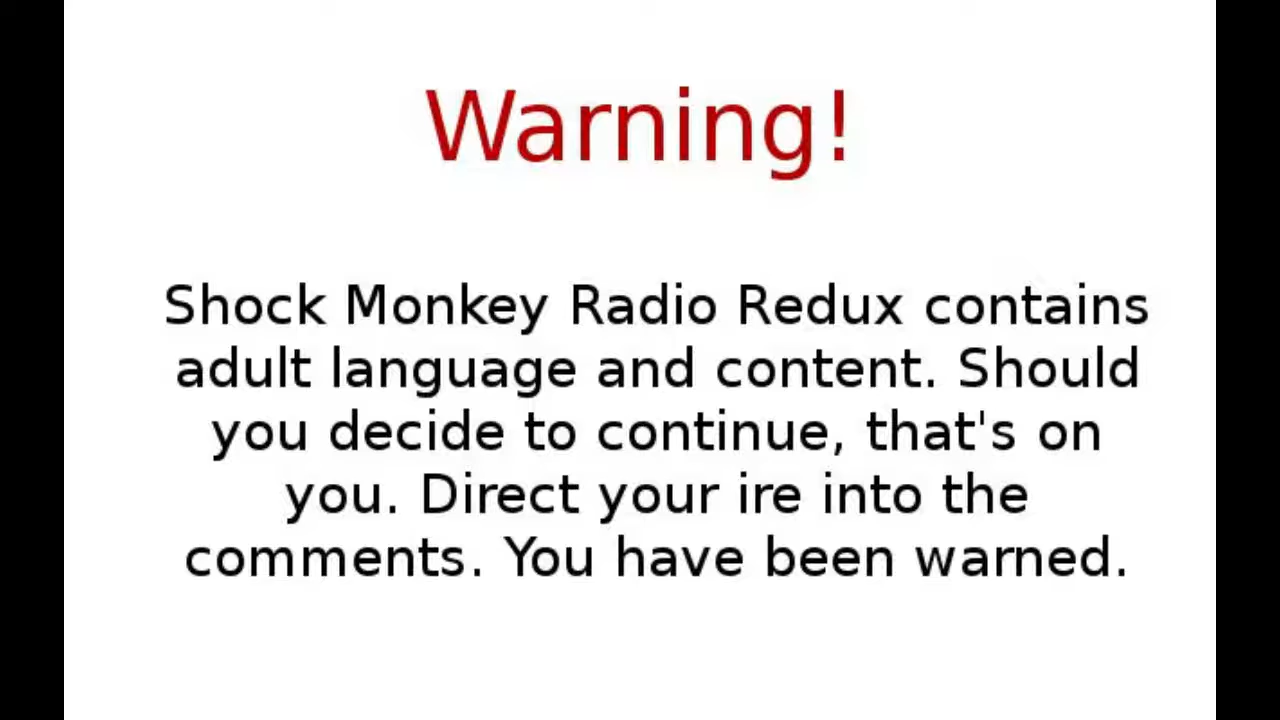 Warning!
Shock Monkey Radio Redux contains
adult language and content. Should
you decide to continue, that's on
you. Direct your ire into the
comments. You have been warned.